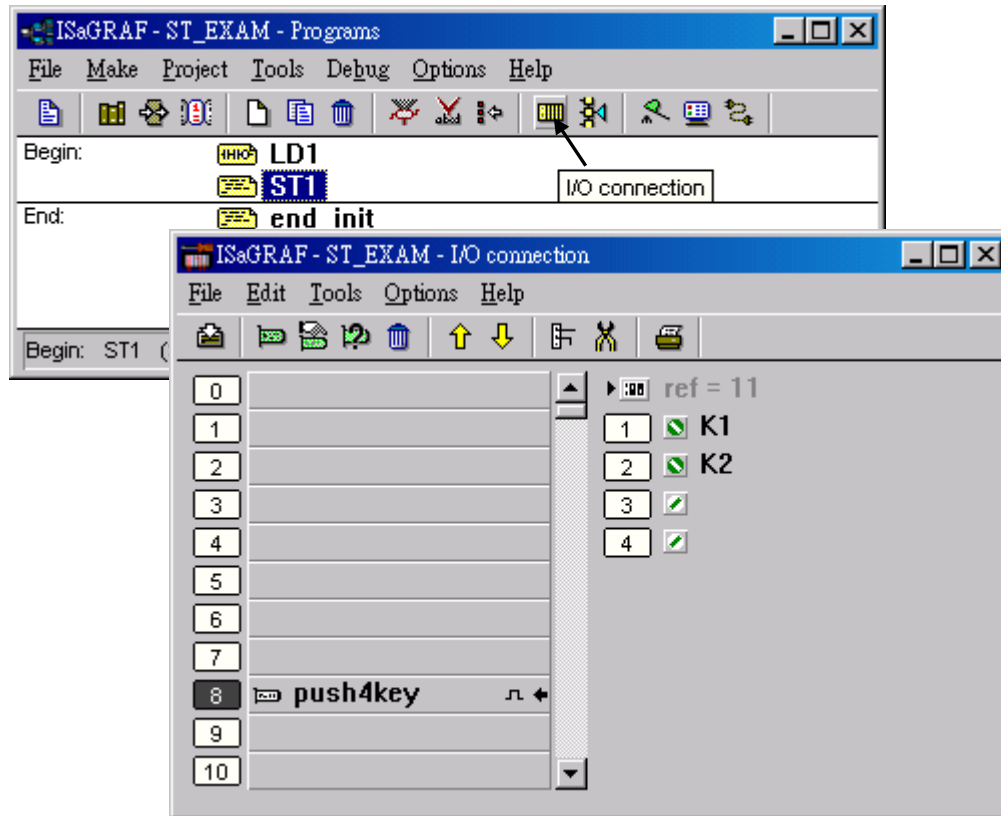 ISaGRAF - ST_EXAM - Programs
File Make Project Tools Debug Options Help
Begin: LD1
ST1
I/O connection
End: end init
Begin: ST1 (
ISaGRAF - ST_EXAM - I/O connection
File Edit Tools Options Help
ref = 11
0
1
2
3
4
5
6
7
8 push4key
9
10
1 K1
2 K2
3
4